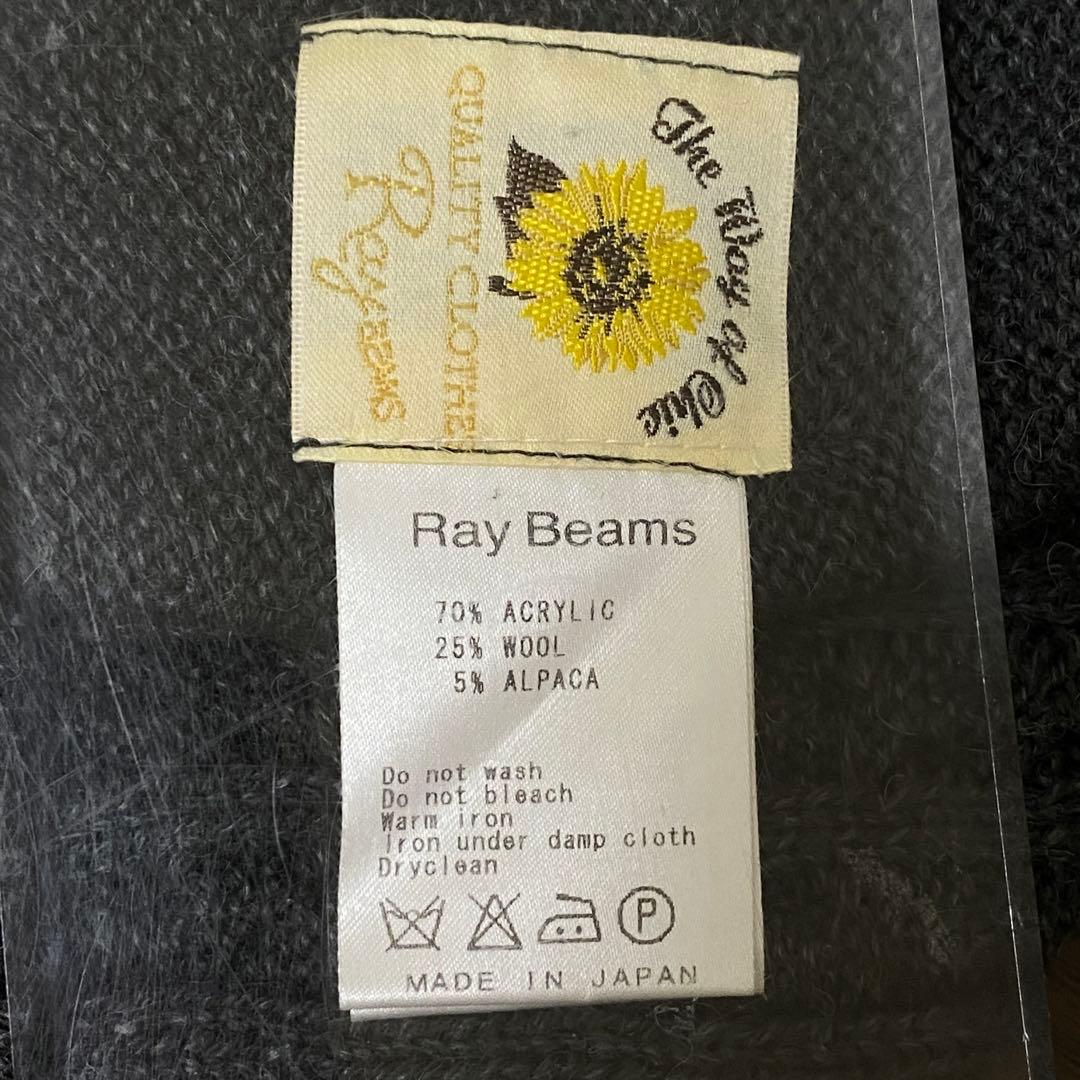 The Way of Chic
QUALITY CLOTHES
Ray BEAMS
Ray Beams
70% ACRYLIC
25% WOOL
5% ALPACA
Do not wash
Do not bleach
Warm iron
Iron under damp cloth
Dryclean
P
MADE IN JAPAN